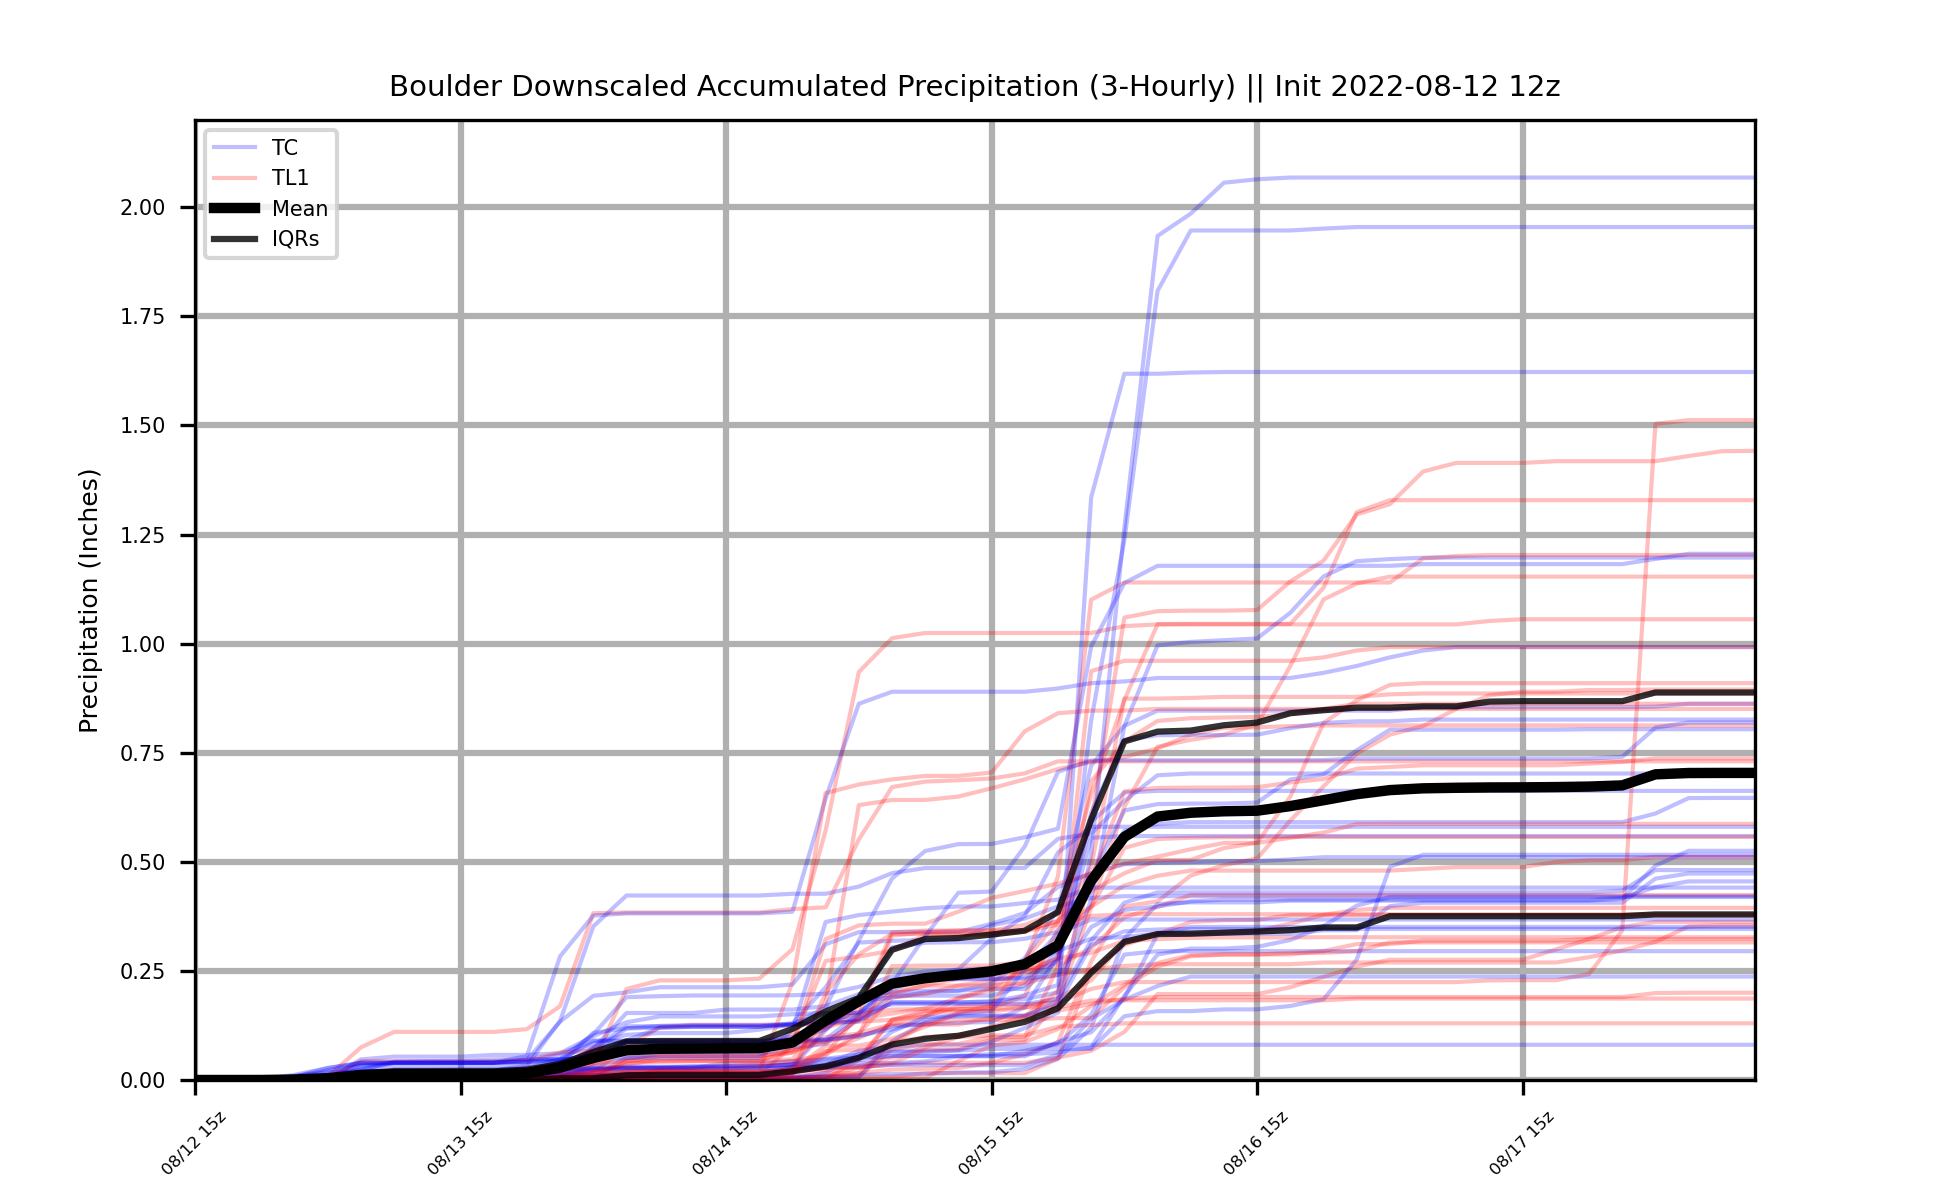 Boulder Downscaled Accumulated Precipitation (3-Hourly) || Init 2022-08-12 12z
TC
TL1
Mean
IQRs
Precipitation (Inches)
2.00
1.75
1.50
1.25
1.00
0.75
0.50
0.25
0.00
08/12 15z
08/13 15z
08/14 15z
08/15 15z
08/16 15z
08/17 15z